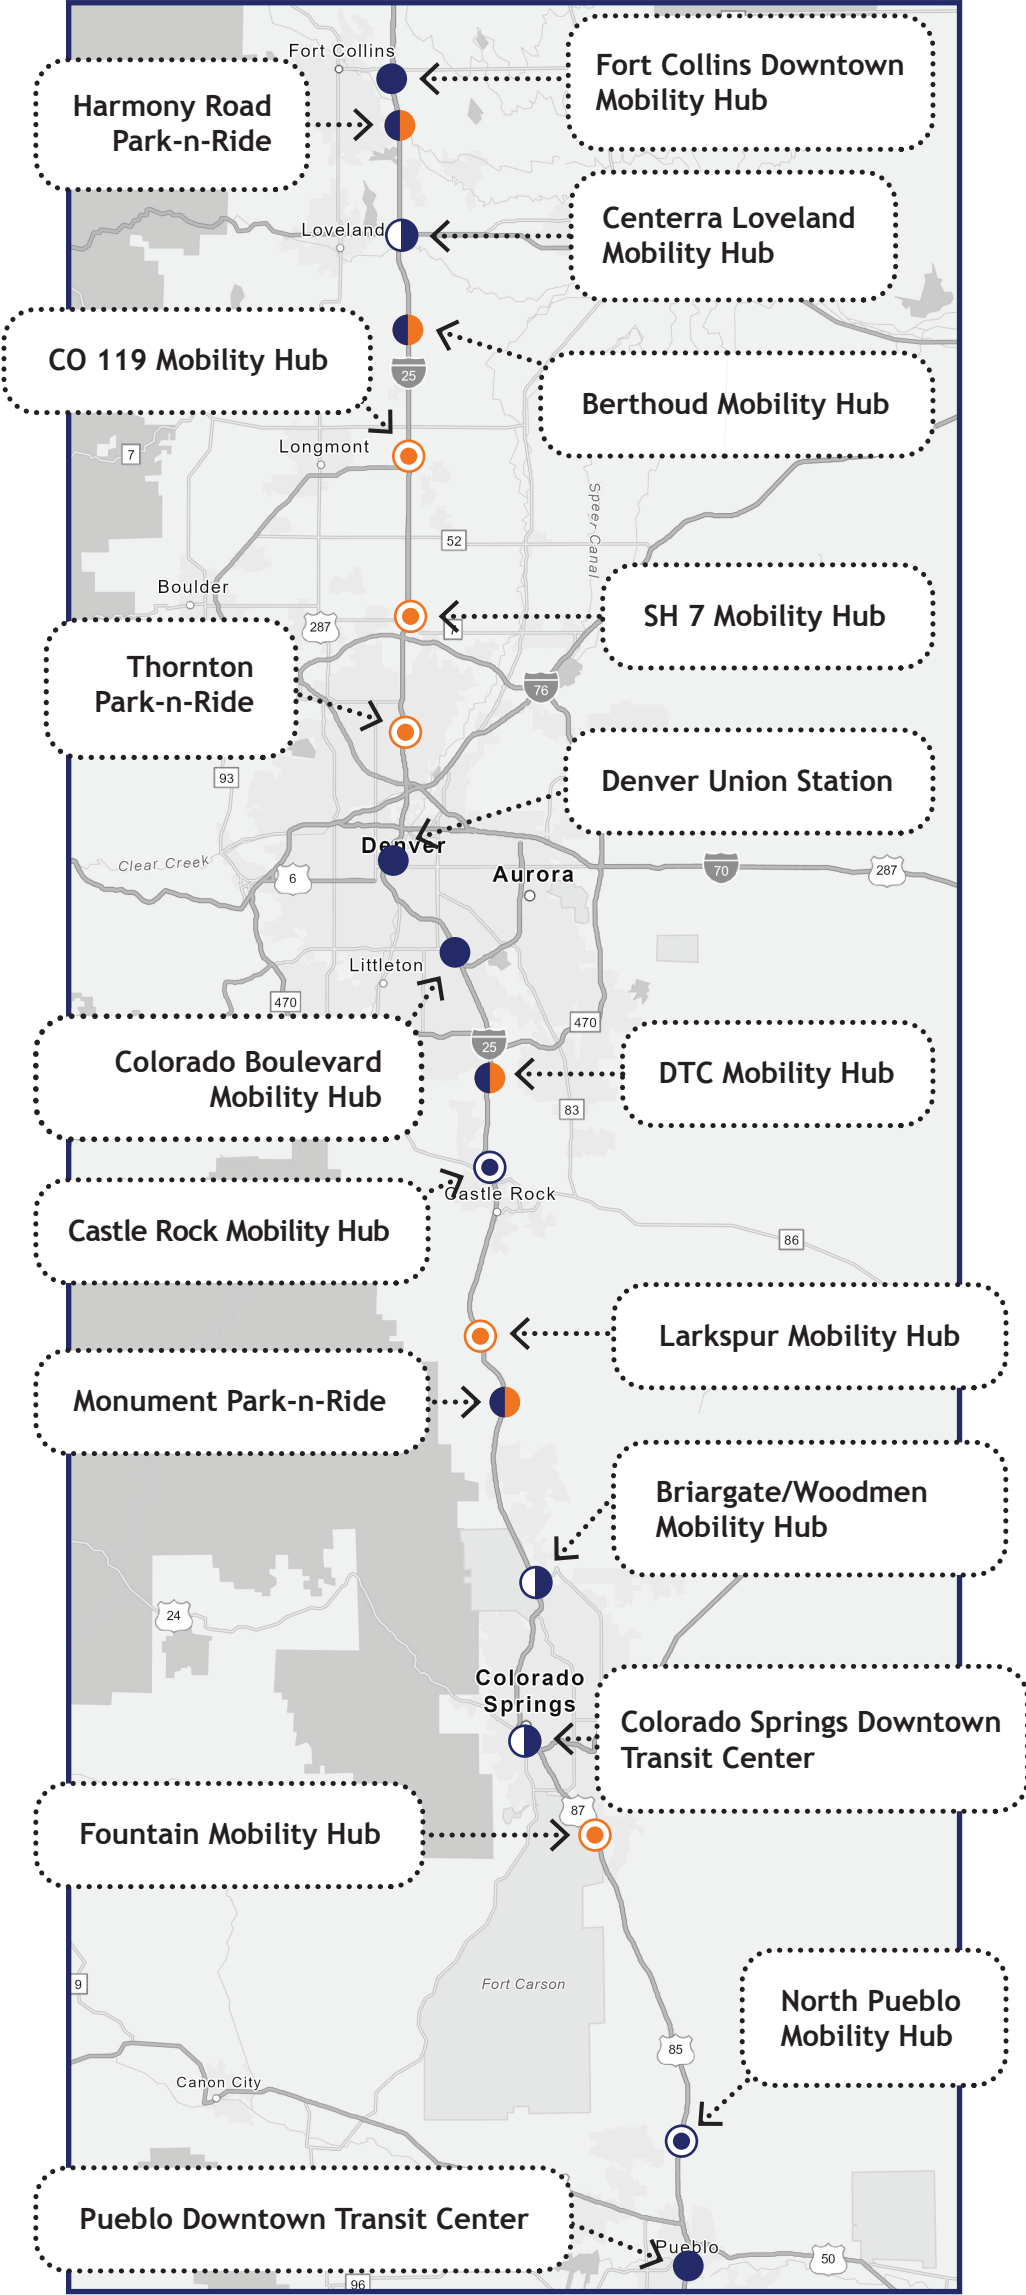 Fort Collins
Fort Collins Downtown
Mobility Hub
Harmony Road
Park-n-Ride
Centerra Loveland
Mobility Hub
Loveland
CO 119 Mobility Hub
25
Berthoud Mobility Hub
Longmont
7
Speer Canal
52
Boulder
287
SH 7 Mobility Hub
7
Thornton
Park-n-Ride
76
93
Denver Union Station
Denver
Clear Creek
6
Aurora
70
287
Littleton
470
470
25
Colorado Boulevard
Mobility Hub
DTC Mobility Hub
83
Castle Rock
Castle Rock Mobility Hub
86
Larkspur Mobility Hub
Monument Park-n-Ride
Briargate/Woodmen
Mobility Hub
24
Colorado
Springs
Colorado Springs Downtown
Transit Center
87
Fountain Mobility Hub
Fort Carson
9
North Pueblo
Mobility Hub
85
Canon City
Pueblo Downtown Transit Center
Pueblo
50
96